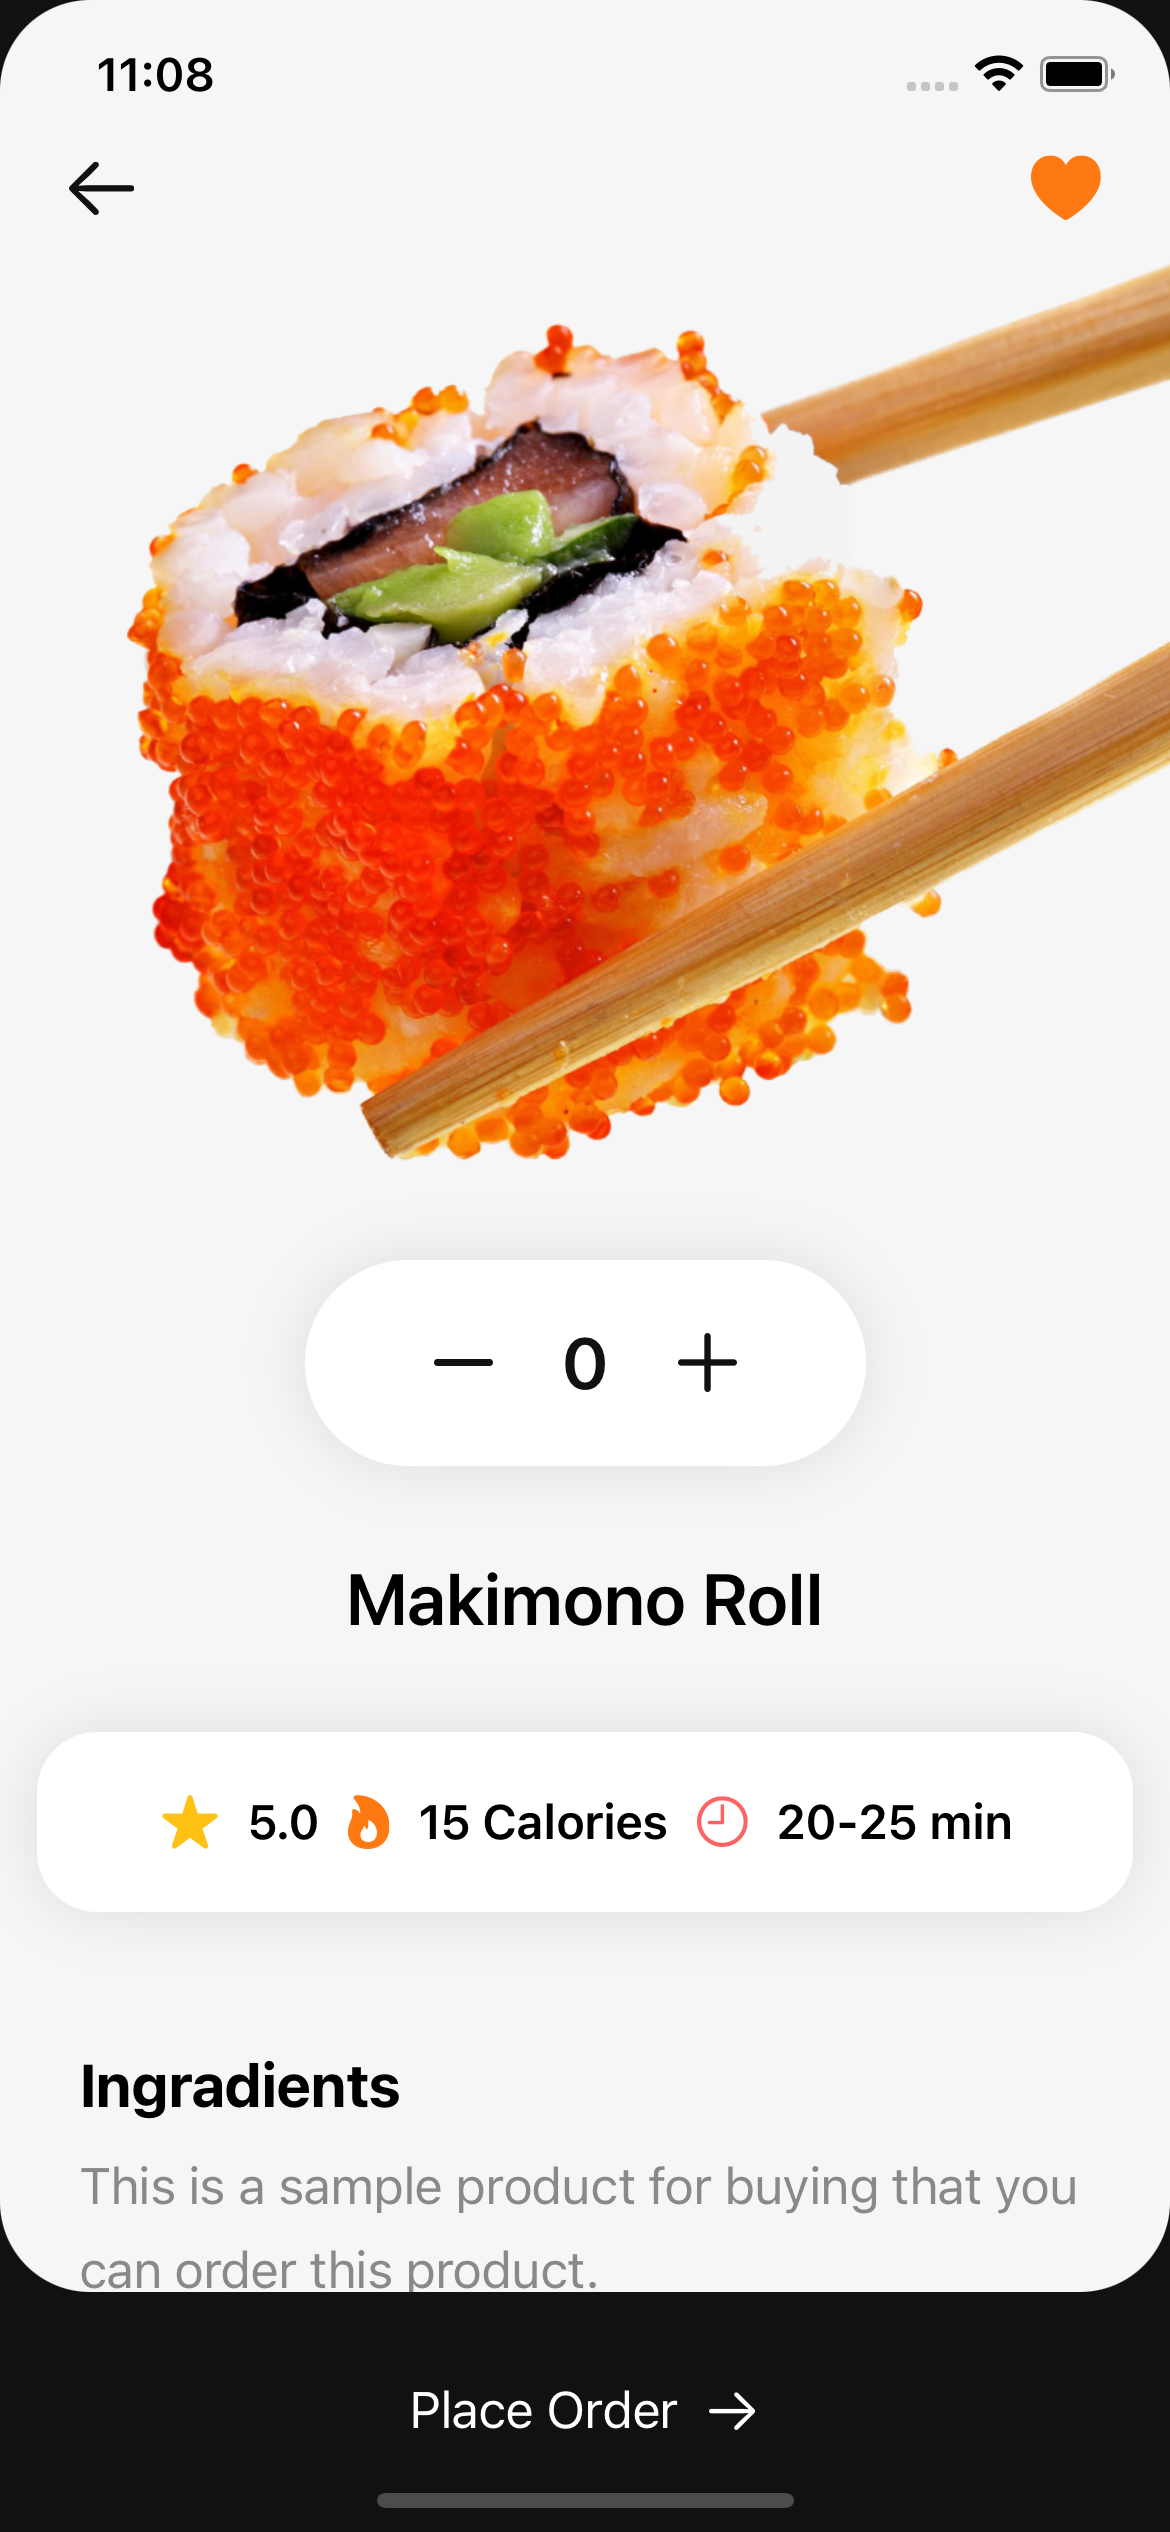 11:08
0
Makimono Roll
5.0 15 Calories 20-25 min
Ingradients
This is a sample product for buying that you
can order this product.
Place Order